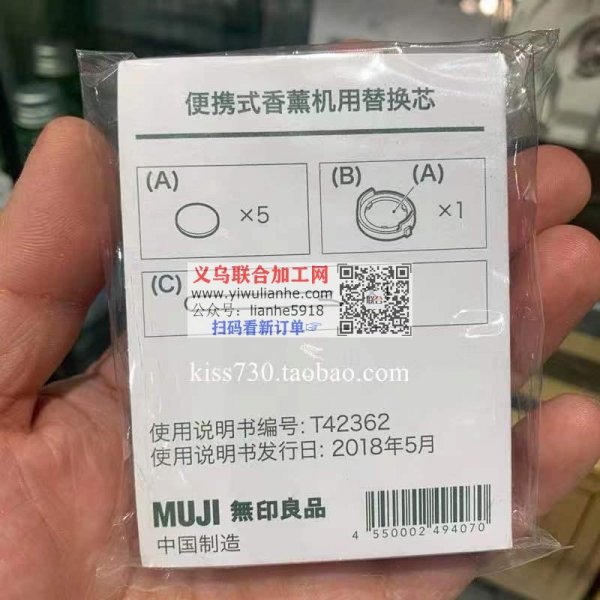 便携式香薰机用替换芯
(A)
×5
(B)
(A)
×1
(C)
义乌联合加工网
www.yiwulianhe.com
公众号：lianhe5918
扫码看新订单☞
kiss730.taobao.com
使用说明书编号: T42362
使用说明书发行日: 2018年5月
MUJI 無印良品
中国制造
4 550002 494070